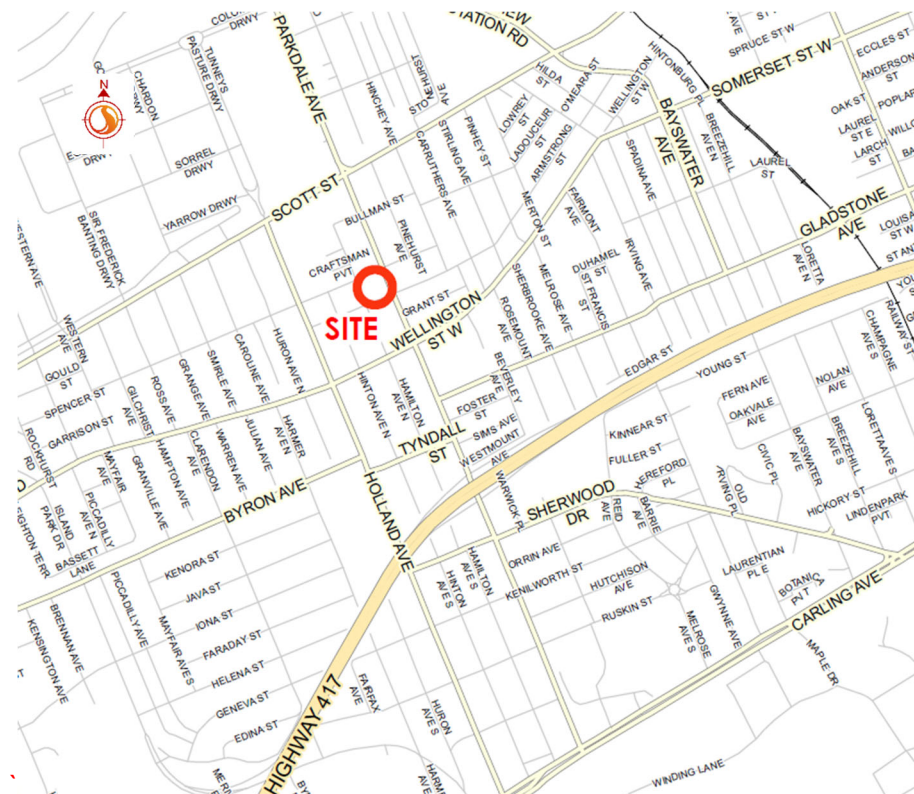 COLU
DRWY
TUNNEYS
PASTURE DRWY
PARKDALE AVE
HINCHEY AVE
STATION RD
HILDA
ST
O'MEARA ST
WELLINGTON
ST W
HINTONBURG PL
SPRUCE ST W
SOMERSET ST W
ECCLES ST
ANDERSON
ST
N
CHARDON
DRWY
LOWREY
ST
LADOUCEUR
ST
ARMSTRONG
ST
BAYSWATER
AVE
BREEZEHILL
AVE N
OAK ST
POPLAR
LAUREL
ST E
WILLO
LARCH
ST
DRWY
SORREL
DRWY
SCOTT ST
CARRUTHERS AVE
STIRLING AVE
PINHEY ST
SPADINA AVE
LAUREL
ST
SIR FREDERICK
BANTING DRWY
YARROW DRWY
BULLMAN ST
PINEHURST
AVE
MERTON ST
FAIRMONT
AVE
GLADSTONE
AVE
LOUISA
ST W
ST AN
CRAFTSMAN
PVT
SHERBROOKE AVE
MELROSE AVE
DUHAMEL
ST
ST FRANCIS
ST
IRVING AVE
LORETTA
AVE N
SITE
GRANT ST
WELLINGTON
ST W
ROSEMOUNT
AVE
RAILWAY ST
CHAMPAGNE
AVE S
WESTERN
AVE
GOULD
ST
SPENCER ST
GARRISON ST
GILCHRIST
AVE
ROSS AVE
GRANGE AVE
SMIRLE AVE
CAROLINE AVE
HURON AVE N
HINTON AVE N
HAMILTON
AVE N
BEVERLEY
AVE
EDGAR ST
YOUNG ST
FERN AVE
NOLAN
AVE
FOSTER
ST
SIMS AVE
WESTMOUNT
AVE
TYNDALL
ST
KINNEAR ST
FULLER ST
HEREFORD
PL
OAKVALE
AVE
CIVIC PL
BAYSWATER
AVE
BREEZEHILL
AVE S
LORETTA AVE S
ROCKHURST
RD
MAYFAIR
AVE
GRANVILLE AVE
HAMPTON AVE
CLARENDON
AVE
WARREN AVE
JULIAN AVE
HARMER
AVE N
BYRON AVE
HOLLAND AVE
WARWICK PL
SHERWOOD
DR
REID
AVE
BARRIE
AVE
OLD
IRVING PL
HICKORY ST
LINDENPARK
PVT
ISLAND
PARK DR
PICCADILLY
AVE N
BASSETT
LANE
KENORA ST
JAVA ST
IONA ST
FARADAY ST
HELENA ST
GENEVA ST
EDINA ST
PICCADILLY AVE
MAYFAIR AVE S
BRENNAN AVE
KENSINGTON AVE
HINTON
AVE S
HAMILTON
AVE S
ORRIN AVE
KENILWORTH ST
HUTCHISON
AVE
RUSKIN ST
LAURENTIAN
PL E
GWYNNE AVE
MELROSE
AVE S
CARLING AVE
MAPLE DR
HIGHWAY 417
FAIRFAX
AVE
HURON
AVE S
WINDING LANE